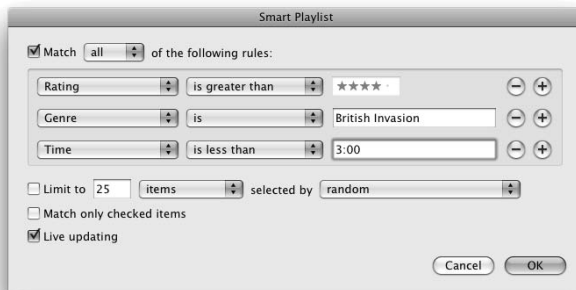 Smart Playlist
Match all of the following rules:
Rating is greater than ★★★★ ·
Genre is British Invasion
Time is less than 3:00
Limit to 25 items selected by random
Match only checked items
Live updating
Cancel OK